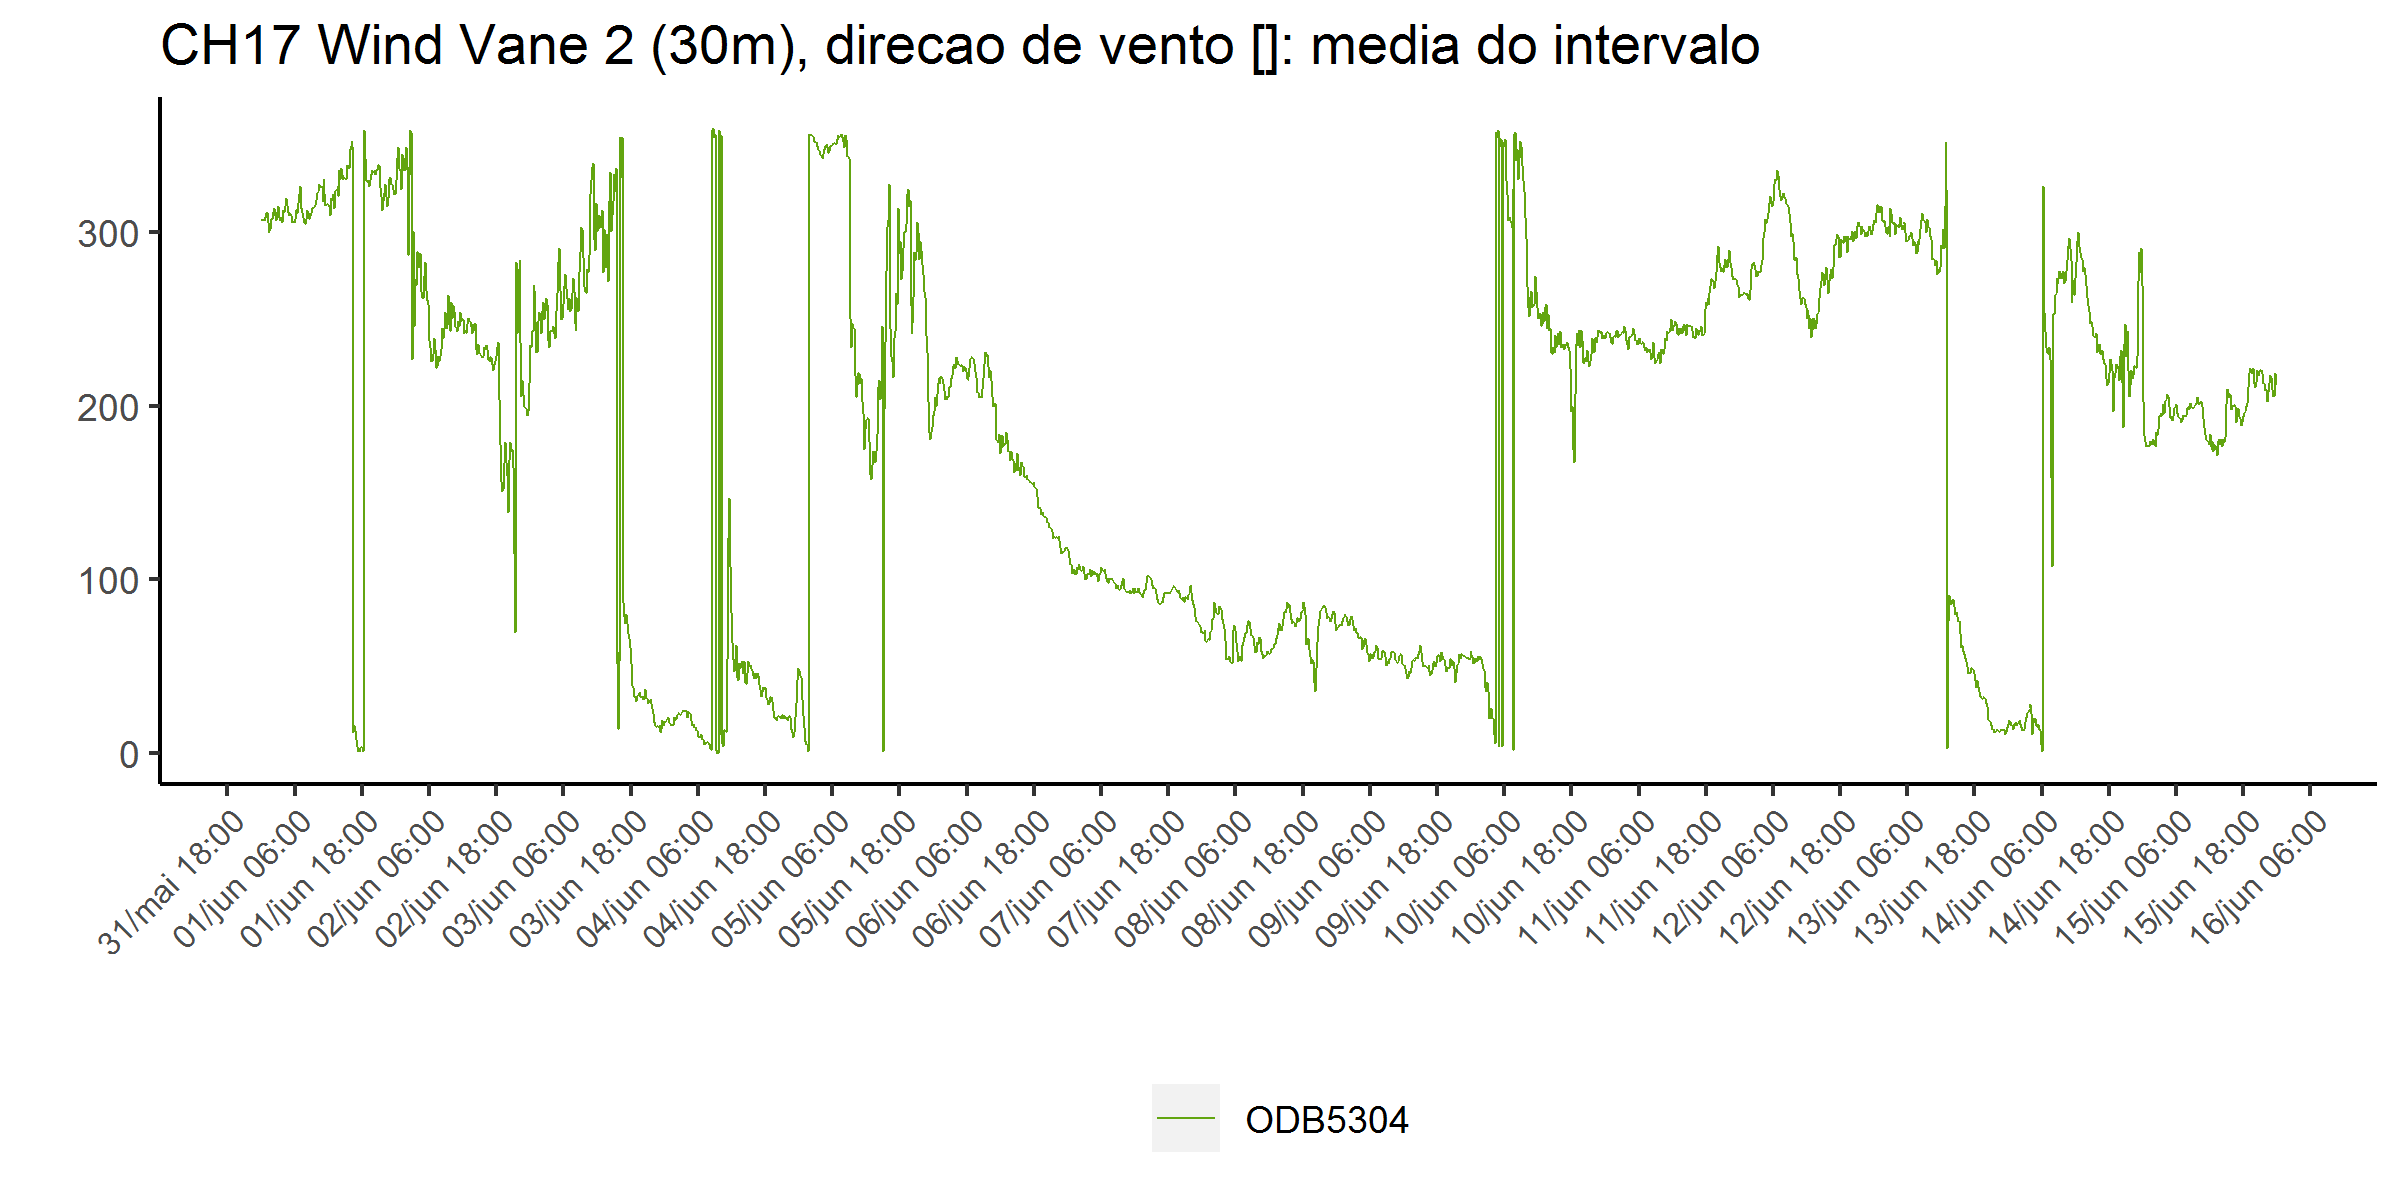 CH17 Wind Vane 2 (30m), direcao de vento []: media do intervalo
300
200
100
0
31/mai 18:00
01/jun 06:00
01/jun 18:00
02/jun 06:00
02/jun 18:00
03/jun 06:00
03/jun 18:00
04/jun 06:00
04/jun 18:00
05/jun 06:00
05/jun 18:00
06/jun 06:00
06/jun 18:00
07/jun 06:00
07/jun 18:00
08/jun 06:00
08/jun 18:00
09/jun 06:00
09/jun 18:00
10/jun 06:00
10/jun 18:00
11/jun 06:00
11/jun 18:00
12/jun 06:00
12/jun 18:00
13/jun 06:00
13/jun 18:00
14/jun 06:00
14/jun 18:00
15/jun 06:00
15/jun 18:00
16/jun 06:00
ODB5304